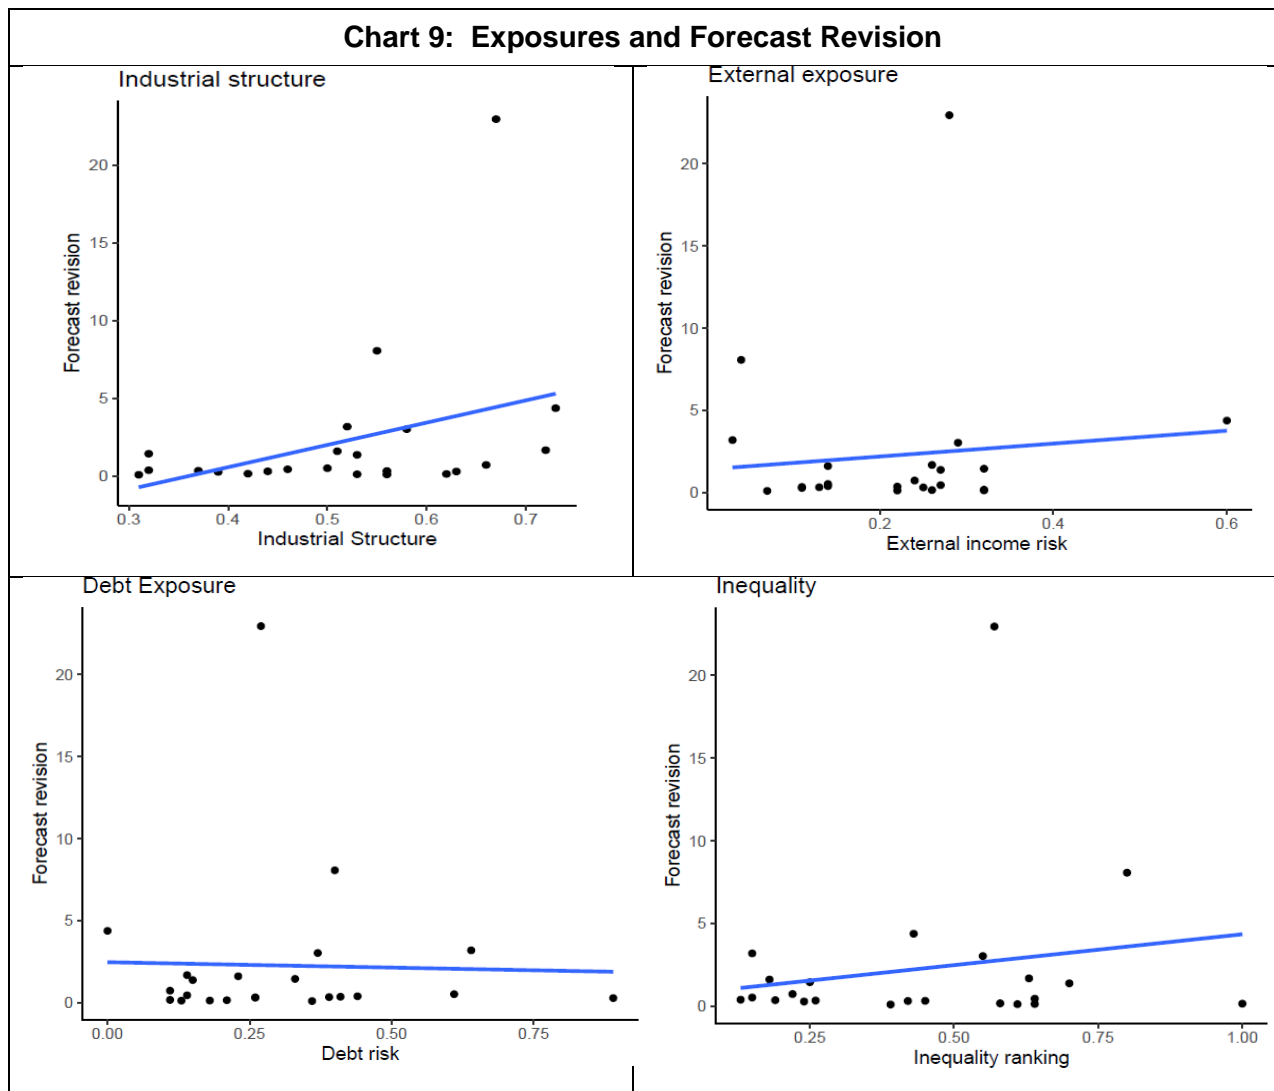 Chart 9:  Exposures and Forecast Revision
Industrial structure
Forecast revision
20
15
10
5
0
0.3 0.4 0.5 0.6 0.7
Industrial Structure
External exposure
Forecast revision
20
15
10
5
0
0.2 0.4 0.6
External income risk
Debt Exposure
Forecast revision
20
15
10
5
0
0.00 0.25 0.50 0.75
Debt risk
Inequality
Forecast revision
20
15
10
5
0
0.25 0.50 0.75 1.00
Inequality ranking